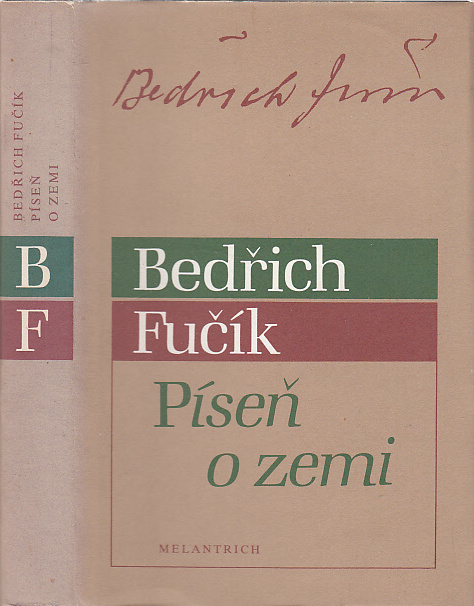 BEDŘICH FUČÍK
PÍSEŇ
O ZEMI
B
F
Bedřich Fučík
Bedřich
Fučík
Píseň
o zemi
MELANTRICH